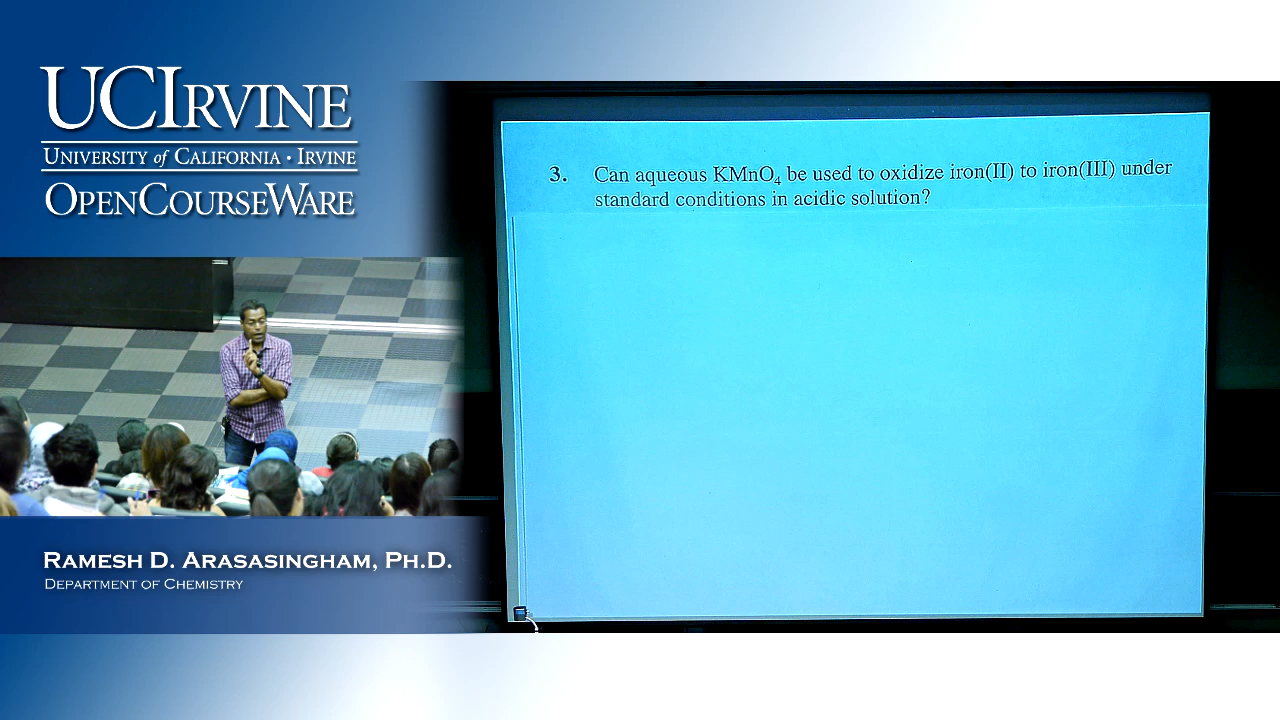 UCIRVINE
UNIVERSITY of CALIFORNIA · IRVINE
OPENCOURSEWARE
RAMESH D. ARASASINGHAM, PH.D.
DEPARTMENT OF CHEMISTRY
3. Can aqueous KMnO₄ be used to oxidize iron(II) to iron(III) under
standard conditions in acidic solution?